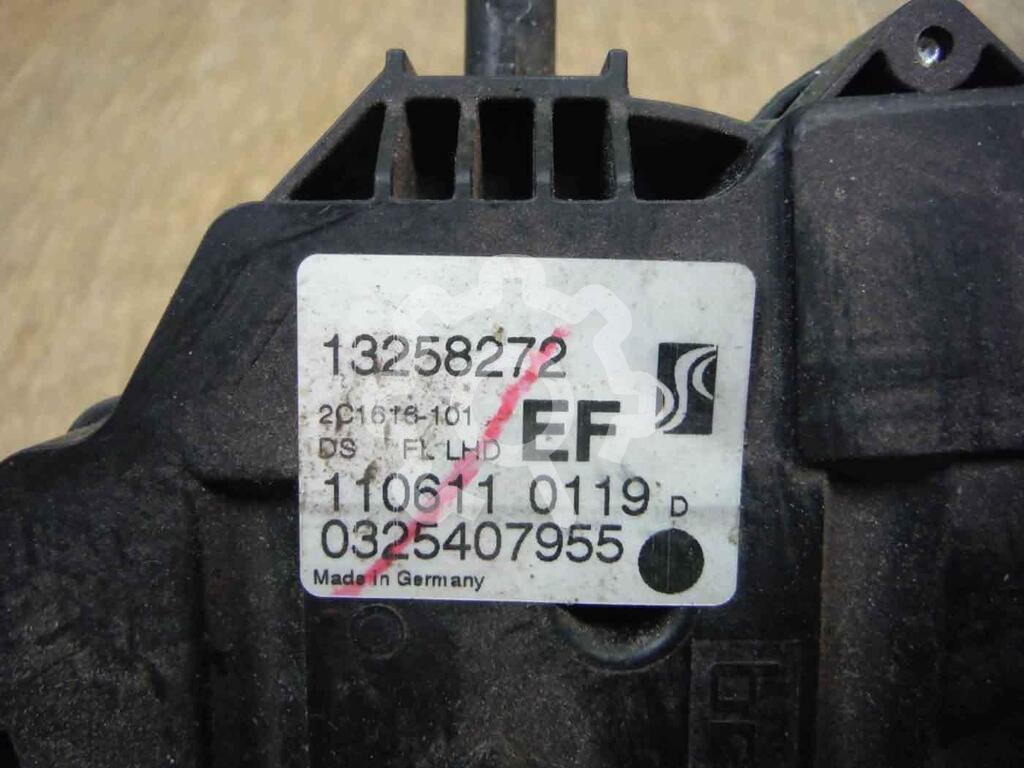 13258272
2C1616-101
EF
DS FL LHD
110611 0119 D
0325407955
Made in Germany